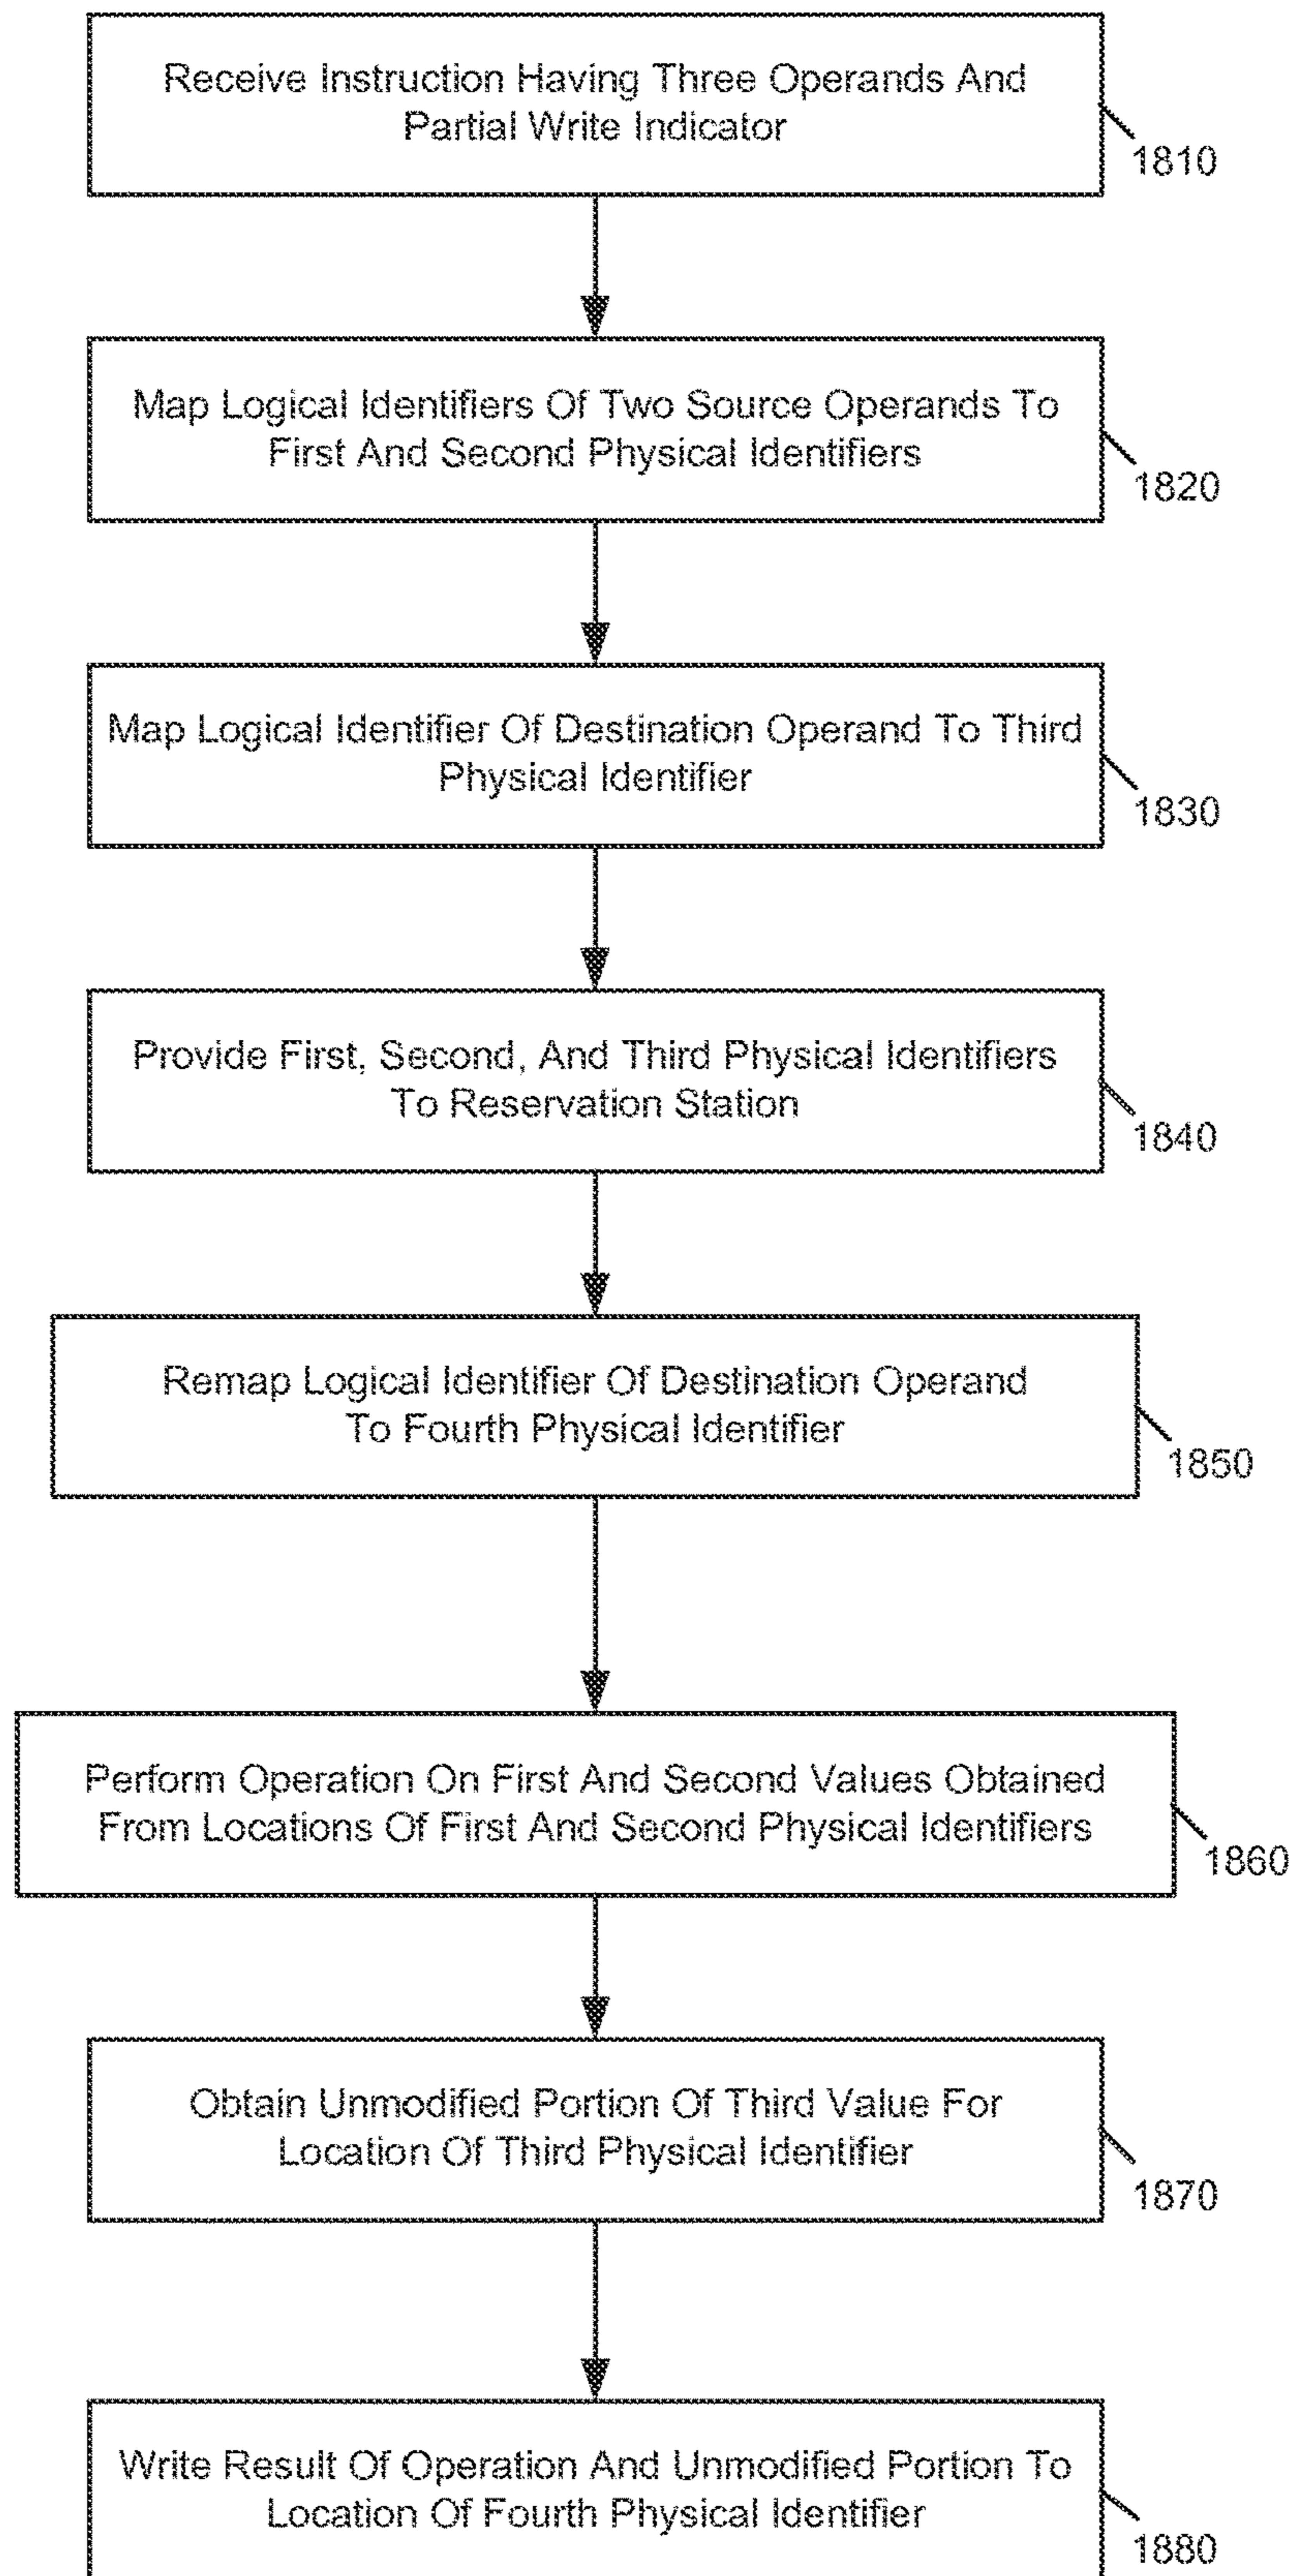 Receive Instruction Having Three Operands And
Partial Write Indicator
1810
Map Logical Identifiers Of Two Source Operands To
First And Second Physical Identifiers
1820
Map Logical Identifier Of Destination Operand To Third
Physical Identifier
1830
Provide First, Second, And Third Physical Identifiers
To Reservation Station
1840
Remap Logical Identifier Of Destination Operand
To Fourth Physical Identifier
1850
Perform Operation On First And Second Values Obtained
From Locations Of First And Second Physical Identifiers
1860
Obtain Unmodified Portion Of Third Value For
Location Of Third Physical Identifier
1870
Write Result Of Operation And Unmodified Portion To
Location Of Fourth Physical Identifier
1880